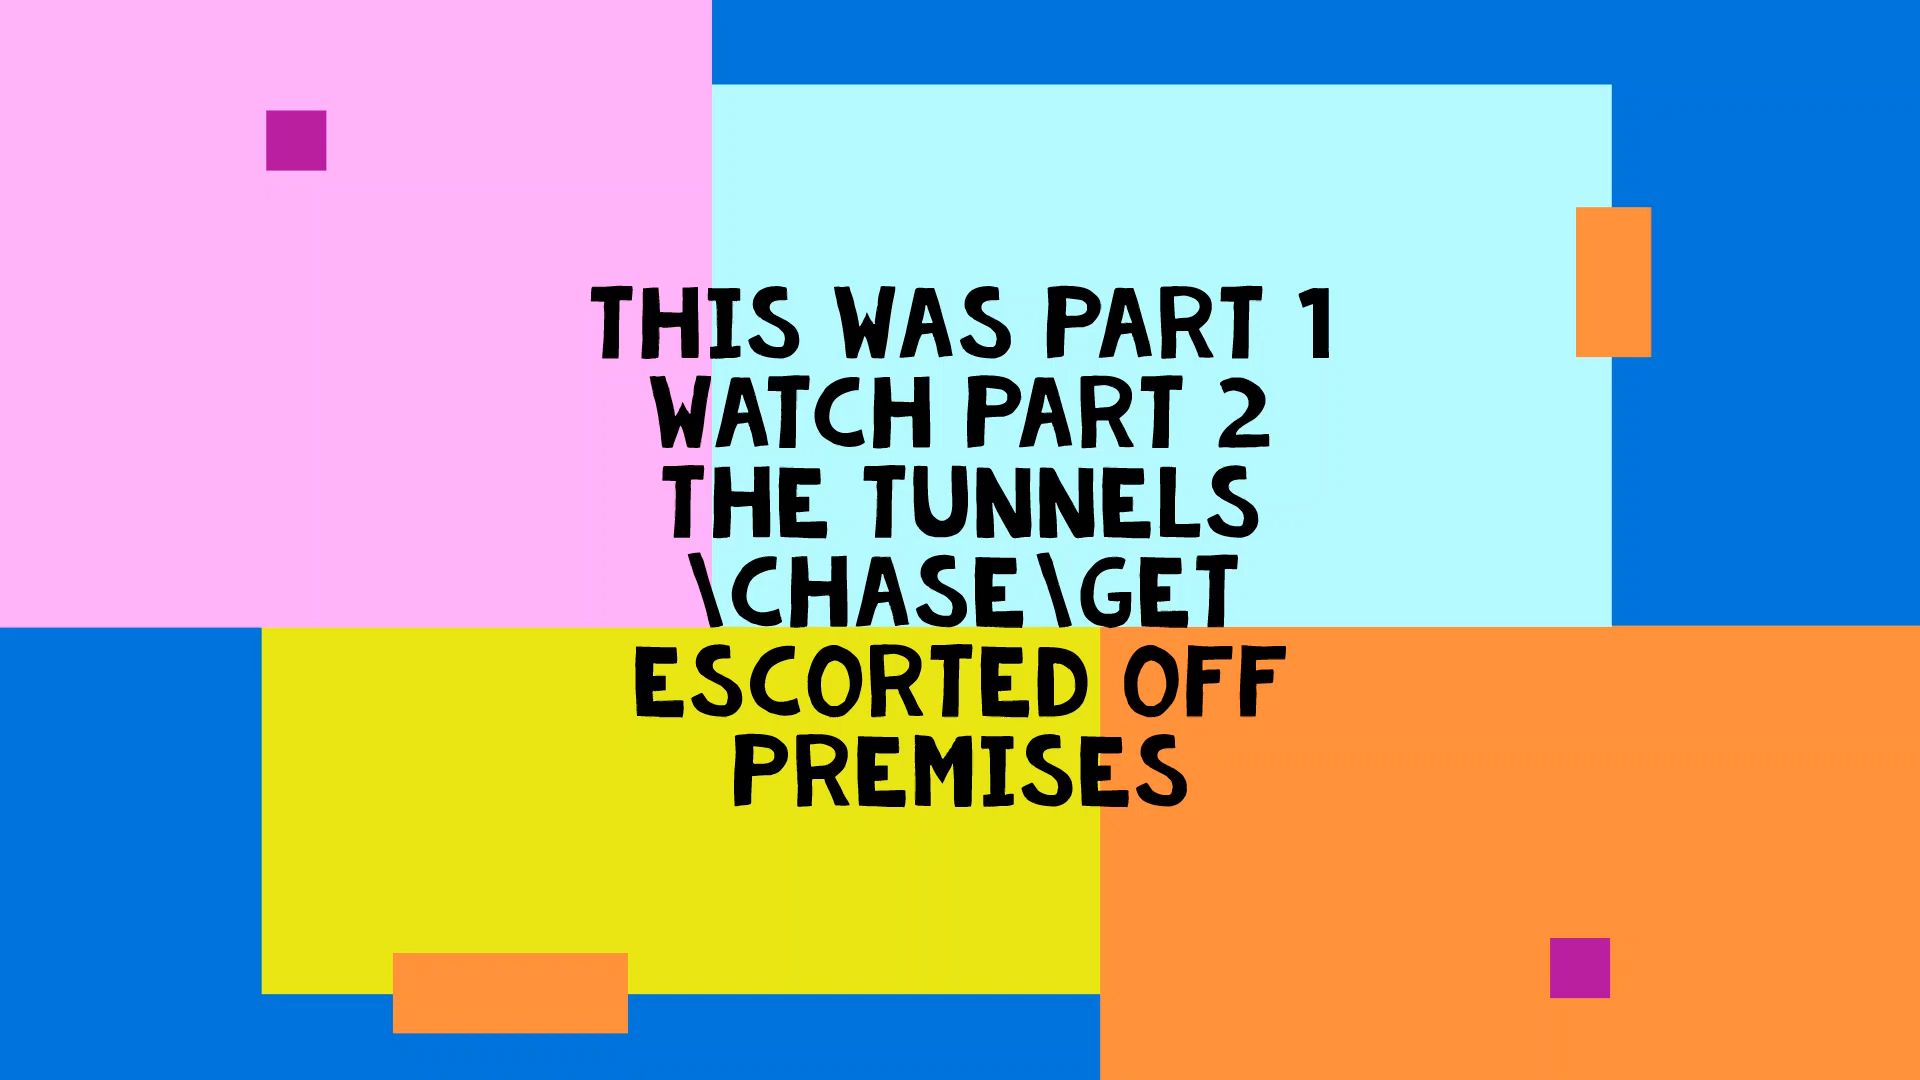 THIS WAS PART 1
WATCH PART 2
THE TUNNELS
\CHASE\GET
ESCORTED OFF
PREMISES